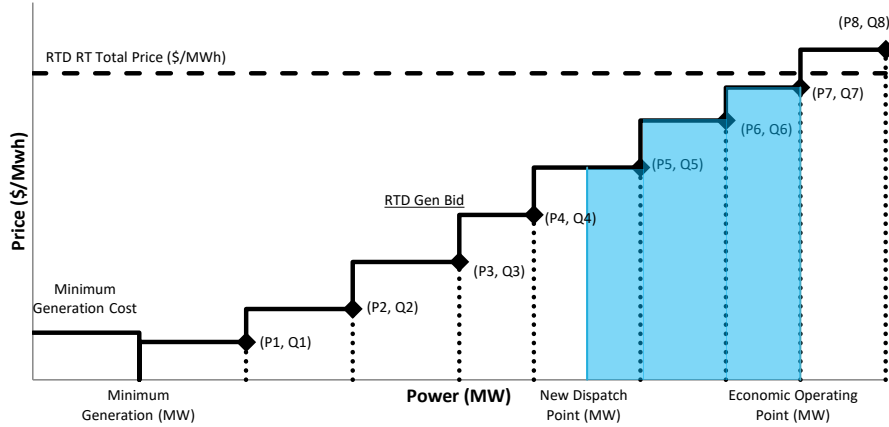 (P8, Q8)
RTD RT Total Price ($/MWh)
(P7, Q7)
(P6, Q6)
(P5, Q5)
RTD Gen Bid
(P4, Q4)
(P3, Q3)
Minimum
Generation Cost
(P2, Q2)
(P1, Q1)
Price ($/Mwh)
Minimum
Generation (MW)
Power (MW)
New Dispatch
Point (MW)
Economic Operating
Point (MW)